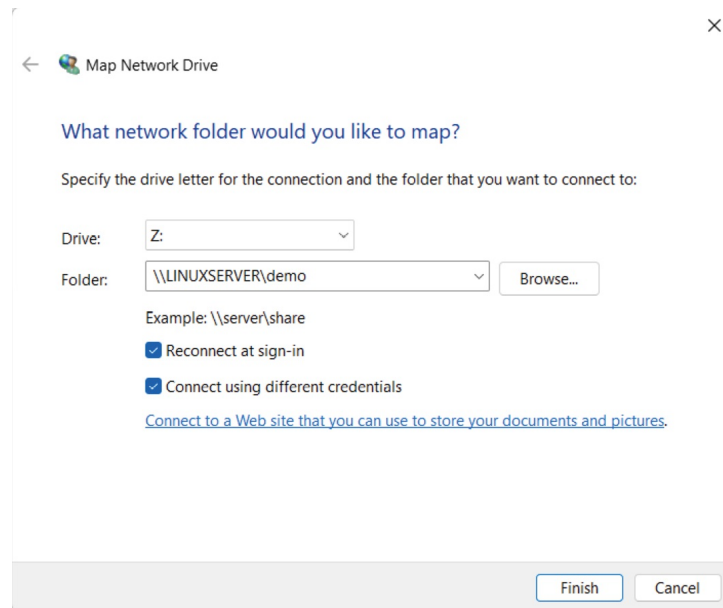 Map Network Drive
What network folder would you like to map?
Specify the drive letter for the connection and the folder that you want to connect to:
Drive: Z:
Folder: \\LINUXSERVER\demo Browse...
Example: \\server\share
Reconnect at sign-in
Connect using different credentials
Connect to a Web site that you can use to store your documents and pictures.
Finish Cancel